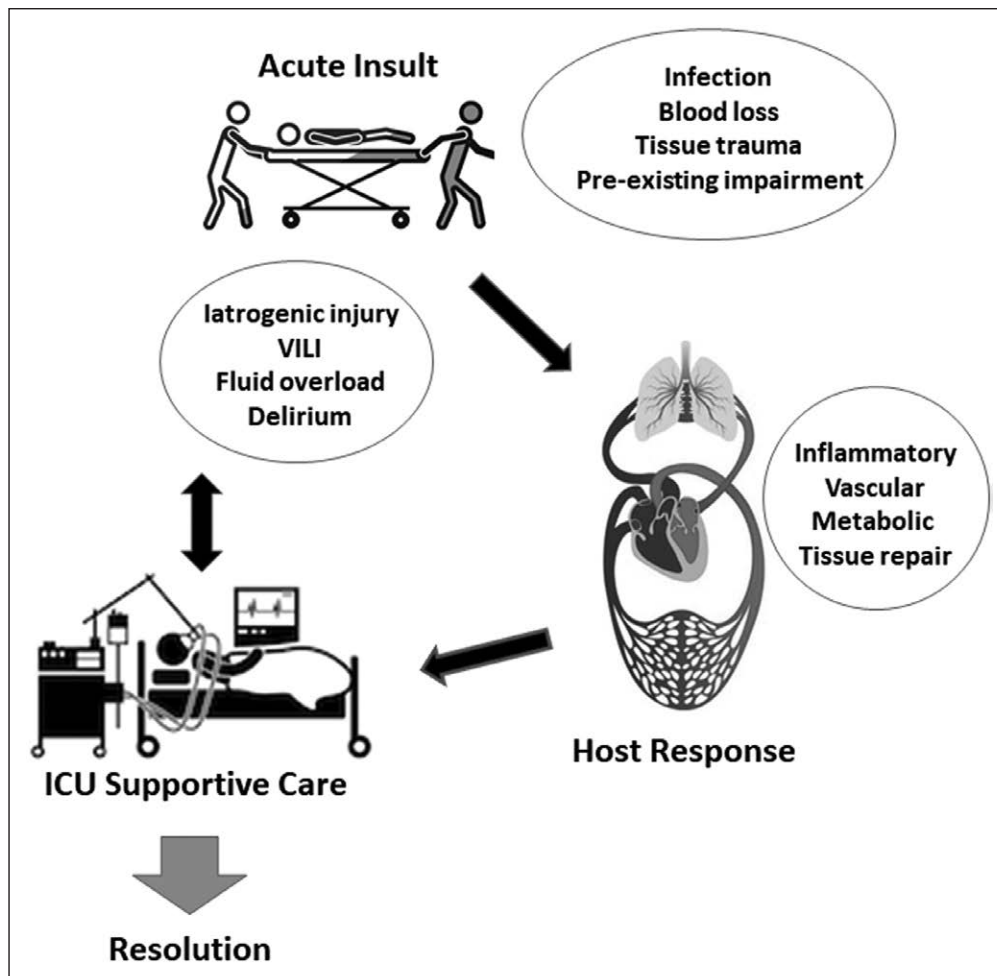 Acute Insult
Infection
Blood loss
Tissue trauma
Pre-existing impairment
Iatrogenic injury
VILI
Fluid overload
Delirium
Inflammatory
Vascular
Metabolic
Tissue repair
Host Response
ICU Supportive Care
Resolution